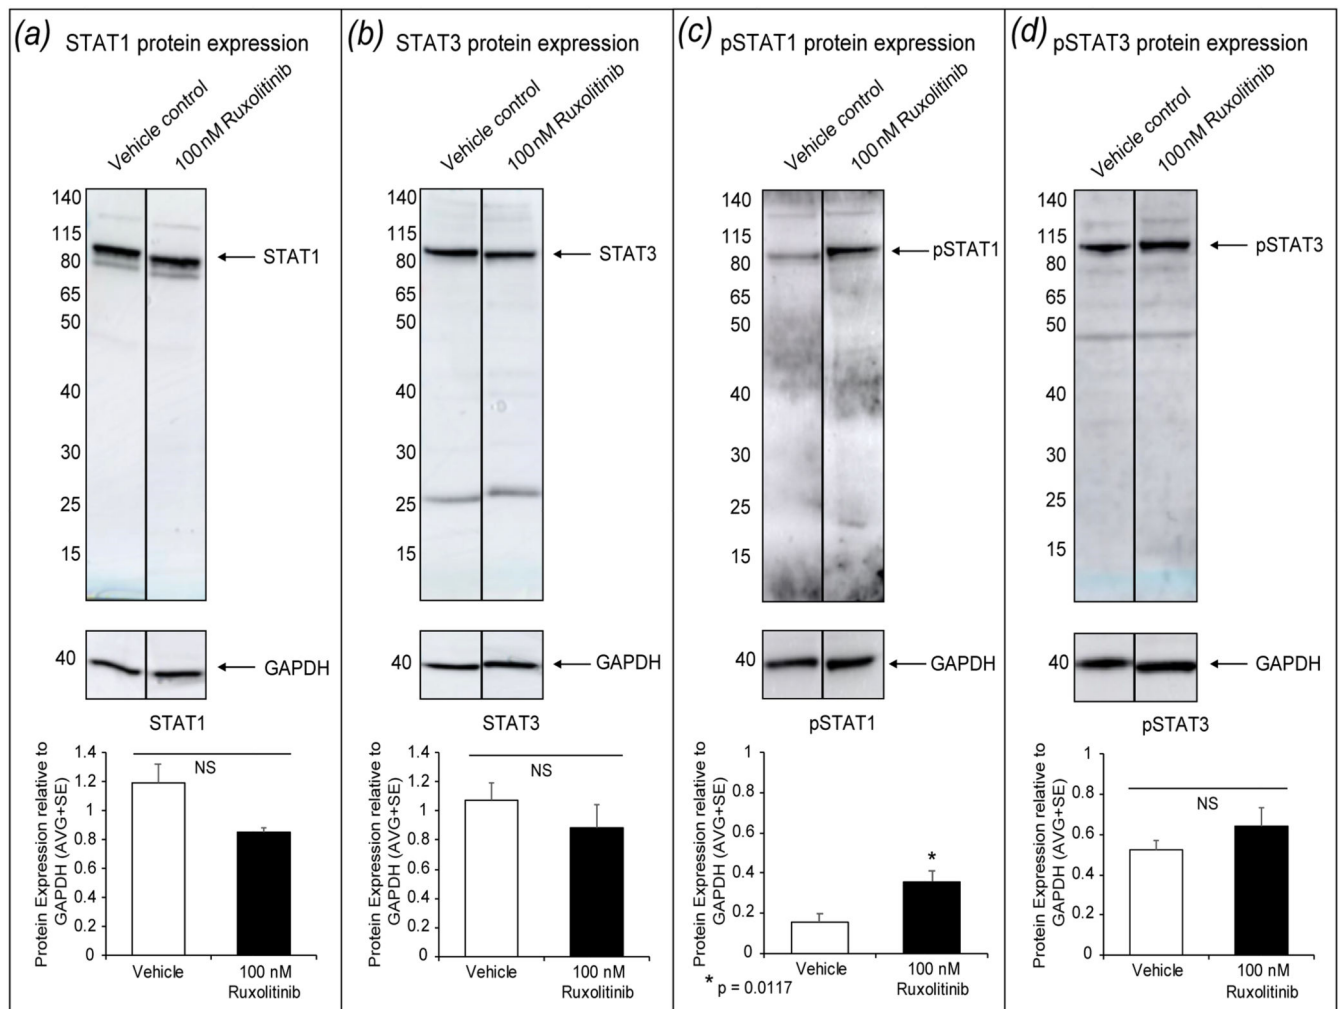 (a) STAT1 protein expression
Vehicle control
100 nM Ruxolitinib
140
115
80
65
50
40
30
25
15
STAT1
40
GAPDH
STAT1
Protein Expression relative to
GAPDH (AVG+SE)
1.4
1.2
1
0.8
0.6
0.4
0.2
0
NS
Vehicle
100 nM
Ruxolitinib
(b) STAT3 protein expression
Vehicle control
100 nM Ruxolitinib
140
115
80
65
50
40
30
25
15
STAT3
40
GAPDH
STAT3
Protein Expression relative to
GAPDH (AVG+SE)
1.4
1.2
1
0.8
0.6
0.4
0.2
0
NS
Vehicle
100 nM
Ruxolitinib
(c) pSTAT1 protein expression
Vehicle control
100 nM Ruxolitinib
140
115
80
65
50
40
30
25
15
pSTAT1
40
GAPDH
pSTAT1
Protein Expression relative to
GAPDH (AVG+SE)
1
0.8
0.6
0.4
0.2
0
*
Vehicle
100 nM
Ruxolitinib
* p = 0.0117
(d) pSTAT3 protein expression
Vehicle control
100 nM Ruxolitinib
140
115
80
65
50
40
30
25
15
pSTAT3
40
GAPDH
pSTAT3
Protein Expression relative to
GAPDH (AVG+SE)
1
0.8
0.6
0.4
0.2
0
NS
Vehicle
100 nM
Ruxolitinib